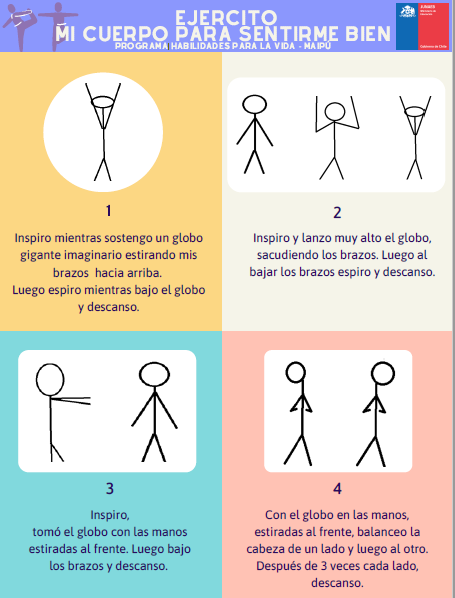 EJERCITO
MI CUERPO PARA SENTIRME BIEN
PROGRAMA HABILIDADES PARA LA VIDA - MAIPÚ
JUNAEB
Gobierno de Chile
1
Inspiro mientras sostengo un globo
gigante imaginario estirando mis
brazos hacia arriba.
Luego espiro mientras bajo el globo
y descanso.
2
Inspiro y lanzo muy alto el globo,
sacudiendo los brazos. Luego al
bajar los brazos espiro y descanso.
3
Inspiro,
tomó el globo con las manos
estiradas al frente. Luego bajo
los brazos y descanso.
4
Con el globo en las manos,
estiradas al frente, balanceo la
cabeza de un lado y luego al otro.
Después de 3 veces cada lado,
descanso.